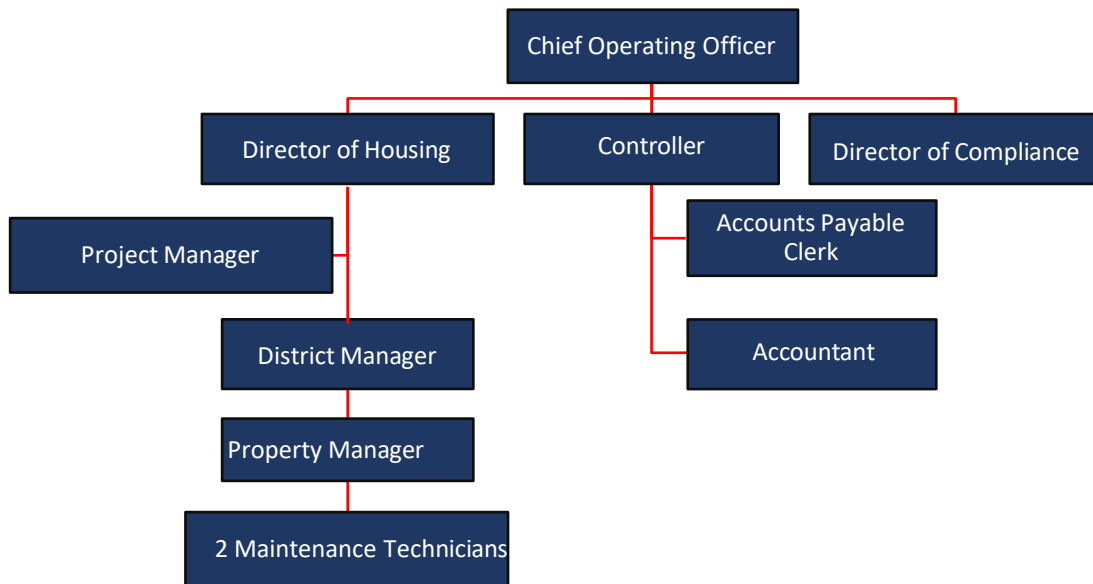 Chief Operating Officer
Director of Housing
Controller
Director of Compliance
Project Manager
Accounts Payable
Clerk
District Manager
Accountant
Property Manager
2 Maintenance Technicians